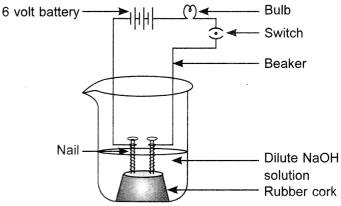 6 volt battery
Bulb
Switch
Beaker
Nail
Dilute NaOH
solution
Rubber cork